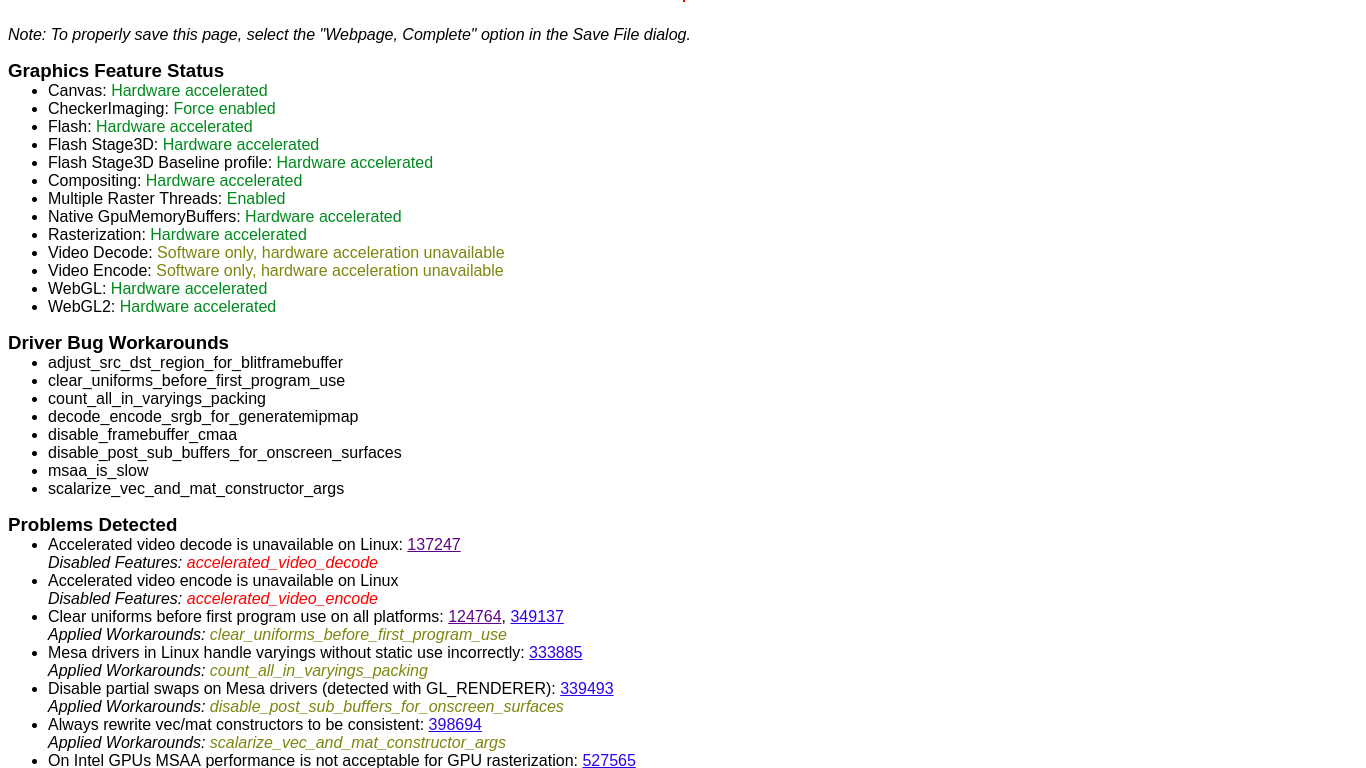 Note: To properly save this page, select the "Webpage, Complete" option in the Save File dialog.
Graphics Feature Status
Canvas: Hardware accelerated
CheckerImaging: Force enabled
Flash: Hardware accelerated
Flash Stage3D: Hardware accelerated
Flash Stage3D Baseline profile: Hardware accelerated
Compositing: Hardware accelerated
Multiple Raster Threads: Enabled
Native GpuMemoryBuffers: Hardware accelerated
Rasterization: Hardware accelerated
Video Decode: Software only, hardware acceleration unavailable
Video Encode: Software only, hardware acceleration unavailable
WebGL: Hardware accelerated
WebGL2: Hardware accelerated
Driver Bug Workarounds
adjust_src_dst_region_for_blitframebuffer
clear_uniforms_before_first_program_use
count_all_in_varyings_packing
decode_encode_srgb_for_generatemipmap
disable_framebuffer_cmaa
disable_post_sub_buffers_for_onscreen_surfaces
msaa_is_slow
scalarize_vec_and_mat_constructor_args
Problems Detected
Accelerated video decode is unavailable on Linux: 137247
Disabled Features: accelerated_video_decode
Accelerated video encode is unavailable on Linux
Disabled Features: accelerated_video_encode
Clear uniforms before first program use on all platforms: 124764, 349137
Applied Workarounds: clear_uniforms_before_first_program_use
Mesa drivers in Linux handle varyings without static use incorrectly: 333885
Applied Workarounds: count_all_in_varyings_packing
Disable partial swaps on Mesa drivers (detected with GL_RENDERER): 339493
Applied Workarounds: disable_post_sub_buffers_for_onscreen_surfaces
Always rewrite vec/mat constructors to be consistent: 398694
Applied Workarounds: scalarize_vec_and_mat_constructor_args
On Intel GPUs MSAA performance is not acceptable for GPU rasterization: 527565